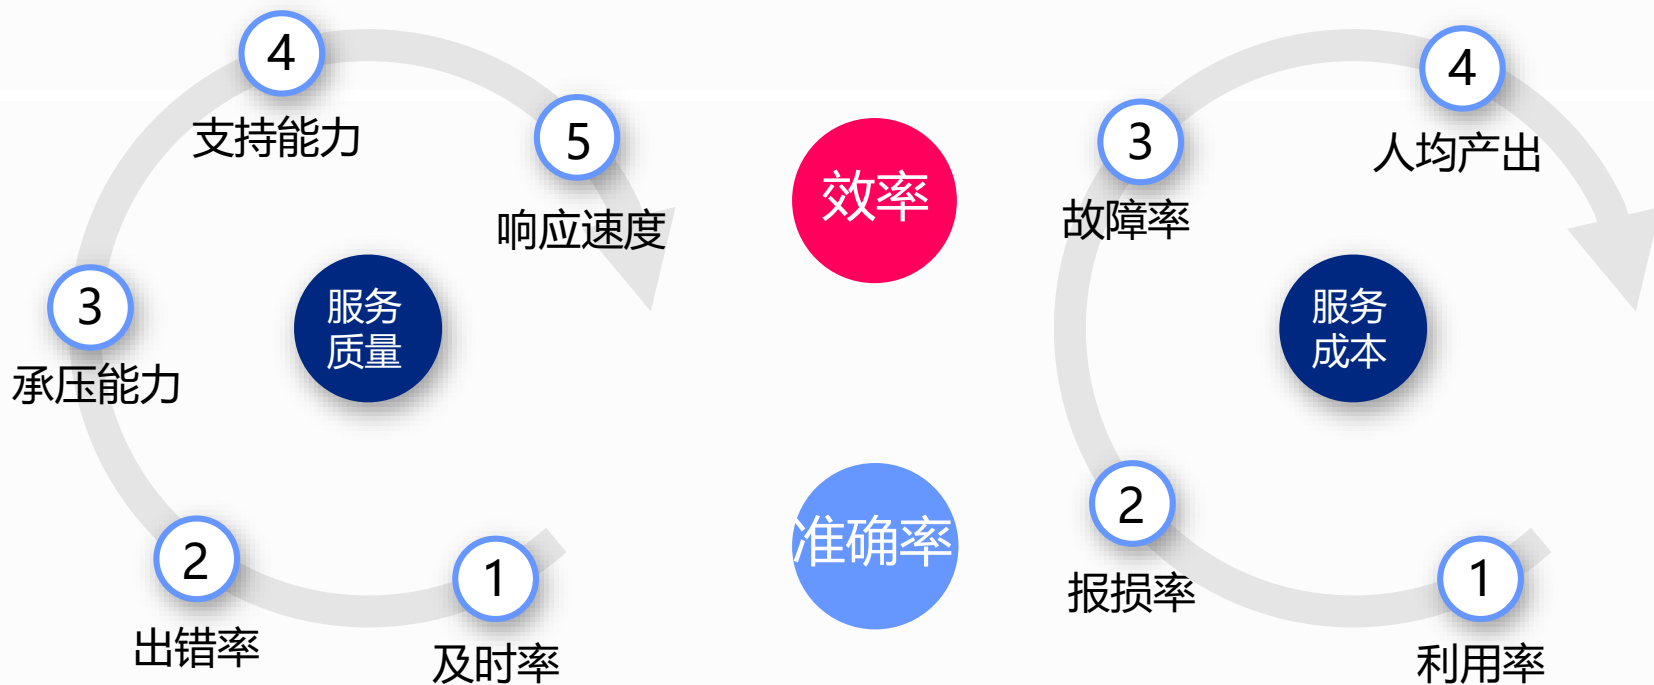 4
支持能力
5
响应速度
3
承压能力
服务
质量
2
出错率
1
及时率
效率
准确率
4
人均产出
3
故障率
服务
成本
2
报损率
1
利用率